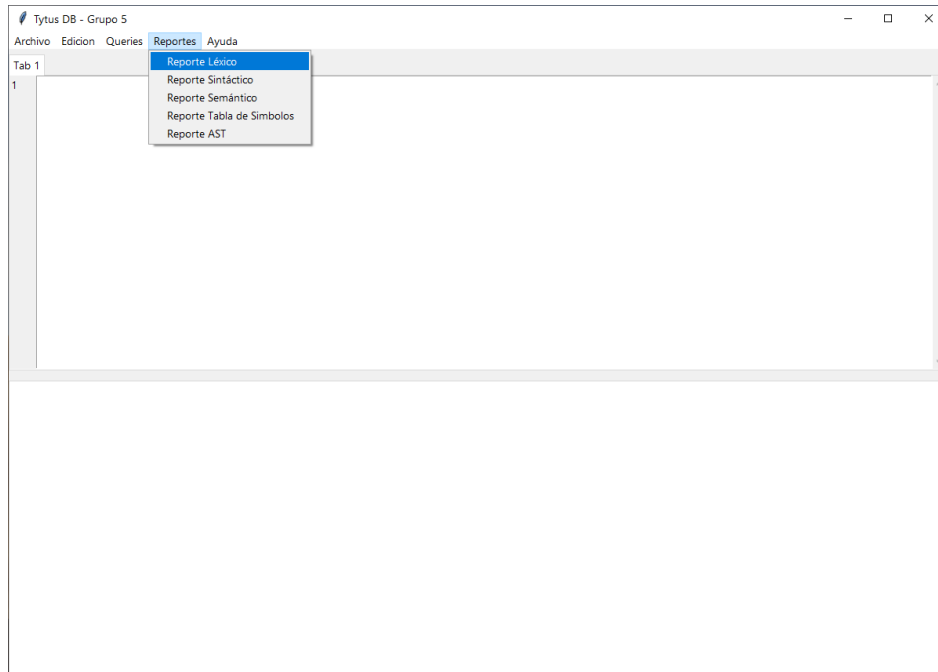 Tytus DB - Grupo 5
Archivo Edicion Queries Reportes Ayuda
Tab 1
Reporte Léxico
1
Reporte Sintáctico
Reporte Semántico
Reporte Tabla de Simbolos
Reporte AST